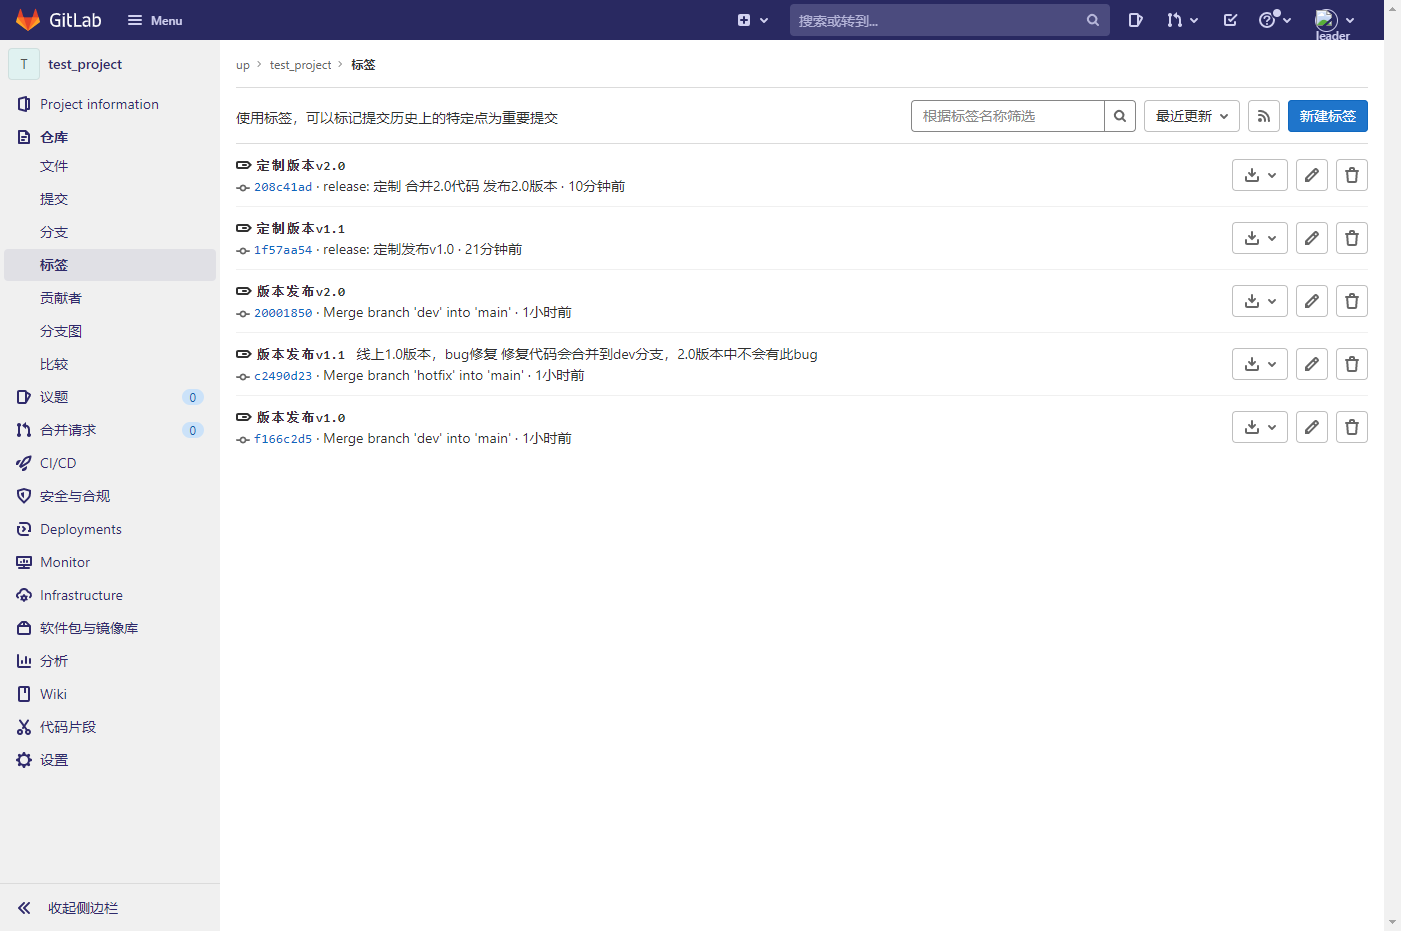 GitLab
Menu
搜索或转到...
leader
T
test_project
Project information
仓库
文件
提交
分支
标签
贡献者
分支图
比较
议题 0
合并请求 0
CI/CD
安全与合规
Deployments
Monitor
Infrastructure
软件包与镜像库
分析
Wiki
代码片段
设置
收起侧边栏
up > test_project > 标签
使用标签，可以标记提交历史上的特定点为重要提交
根据标签名称筛选
最近更新
新建标签
定制版本v2.0
208c41ad · release: 定制 合并2.0代码 发布2.0版本 · 10分钟前
定制版本v1.1
1f57aa54 · release: 定制发布v1.0 · 21分钟前
版本发布v2.0
20001850 · Merge branch 'dev' into 'main' · 1小时前
版本发布v1.1 线上1.0版本，bug修复 修复代码会合并到dev分支，2.0版本中不会有此bug
c2490d23 · Merge branch 'hotfix' into 'main' · 1小时前
版本发布v1.0
f166c2d5 · Merge branch 'dev' into 'main' · 1小时前